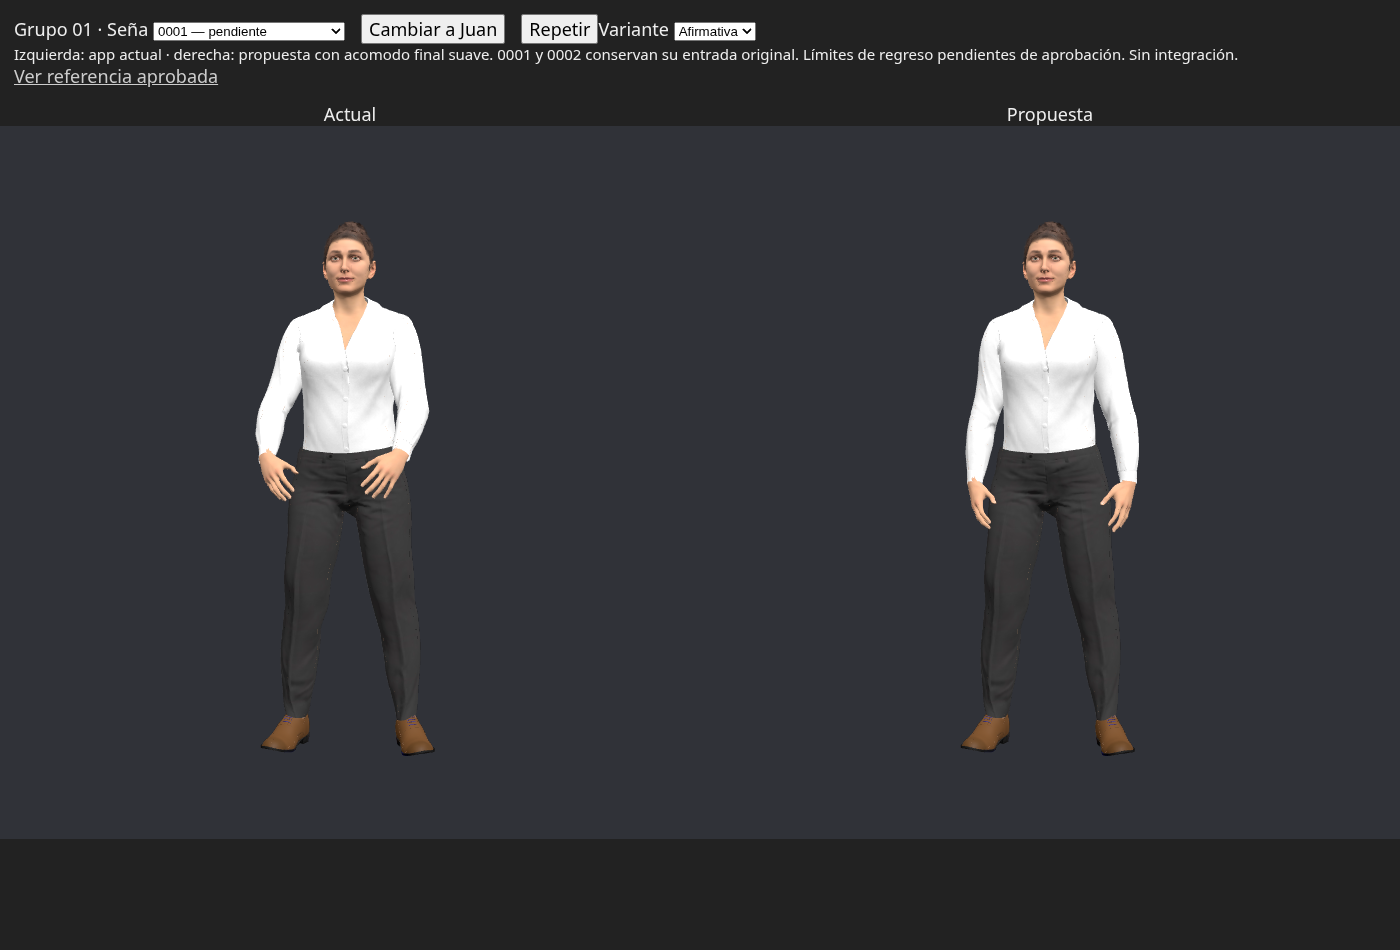 Grupo 01 · Seña 0001 — pendiente Cambiar a Juan Repetir Variante Afirmativa
Izquierda: app actual · derecha: propuesta con acomodo final suave. 0001 y 0002 conservan su entrada original. Límites de regreso pendientes de aprobación. Sin integración.
Ver referencia aprobada
Actual
Propuesta